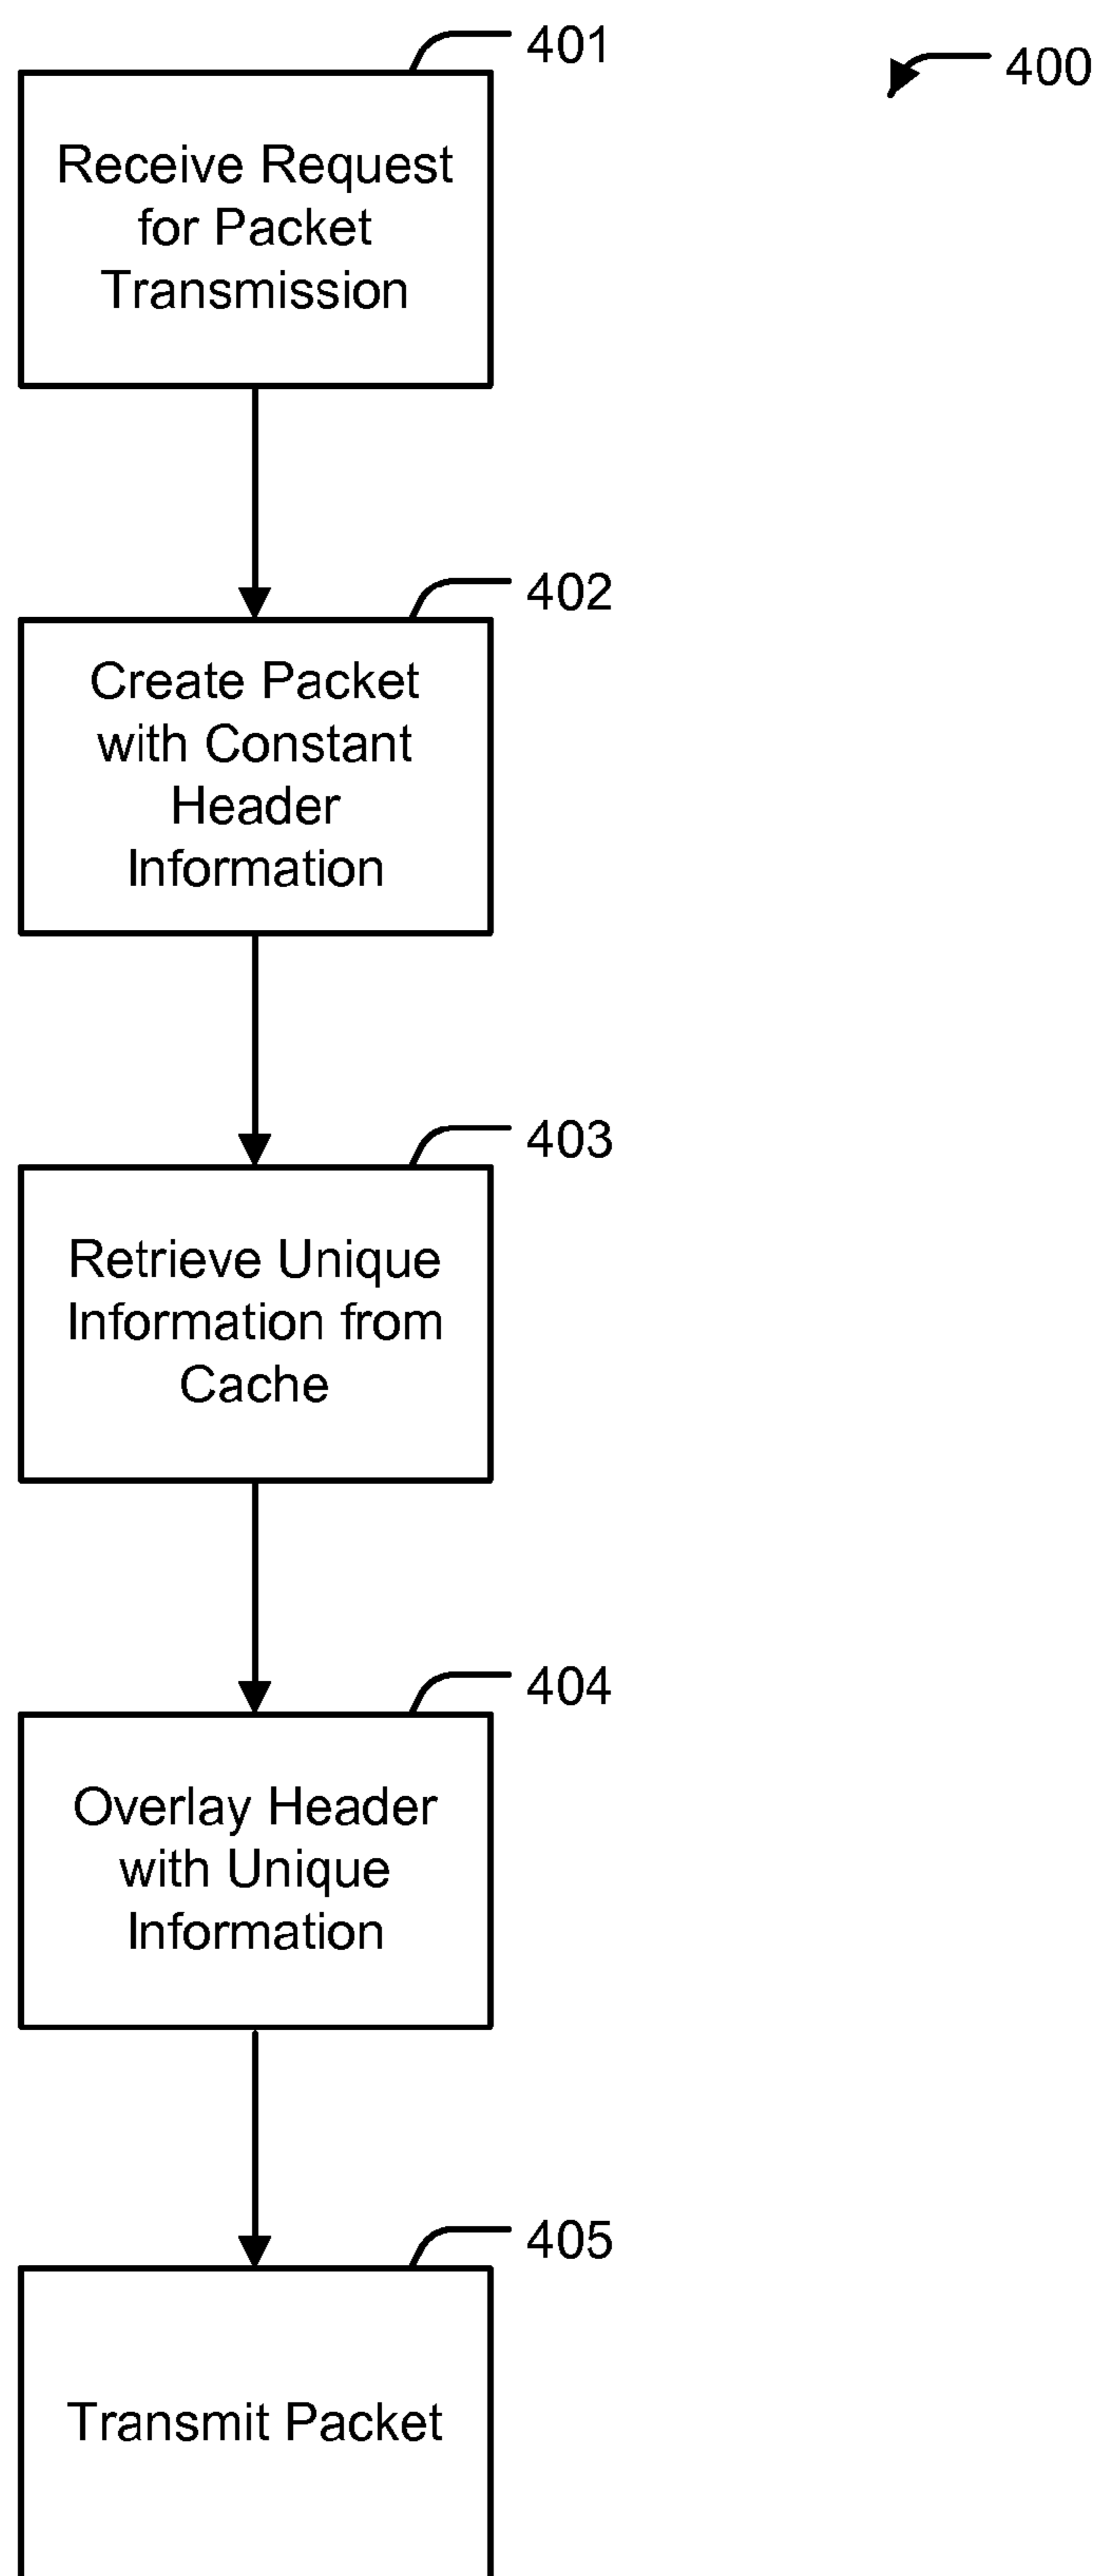 401
400
Receive Request
for Packet
Transmission
402
Create Packet
with Constant
Header
Information
403
Retrieve Unique
Information from
Cache
404
Overlay Header
with Unique
Information
405
Transmit Packet